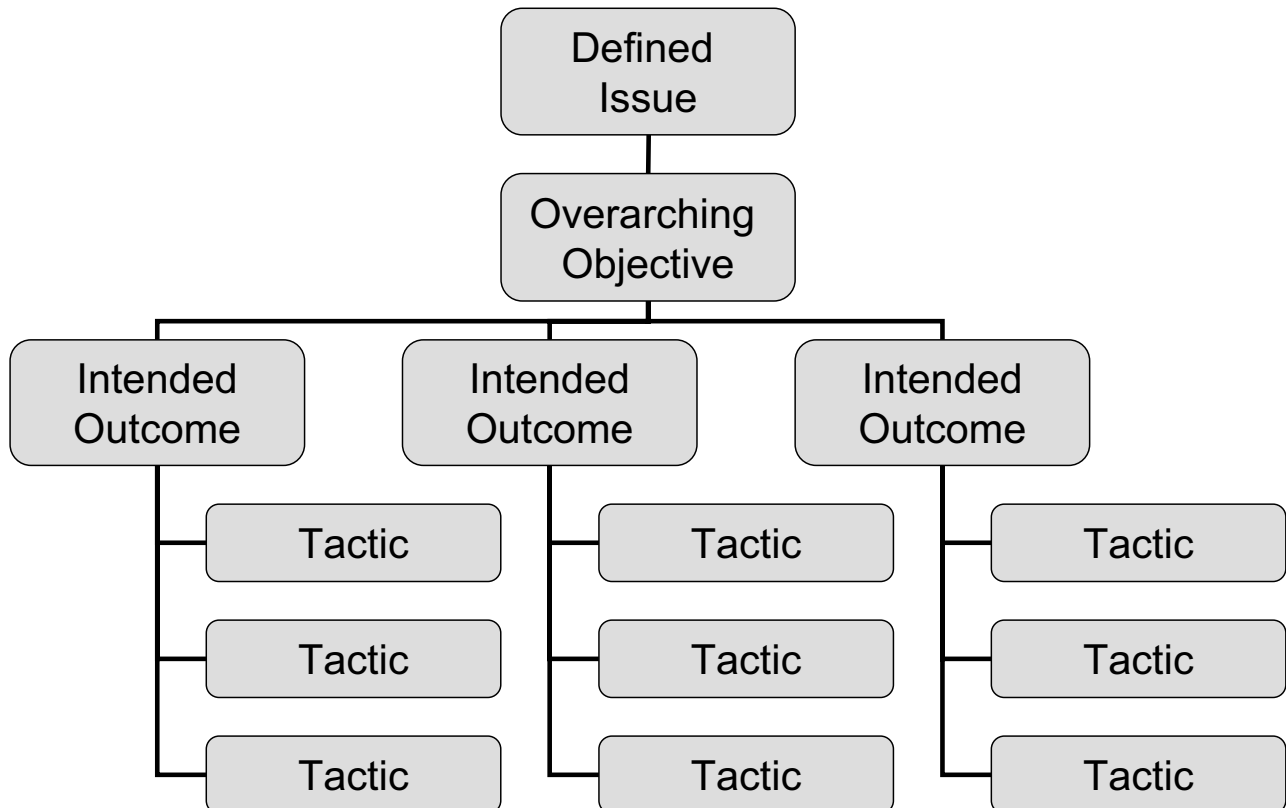 Defined
Issue
Overarching
Objective
Intended
Outcome
Intended
Outcome
Intended
Outcome
Tactic
Tactic
Tactic
Tactic
Tactic
Tactic
Tactic
Tactic
Tactic